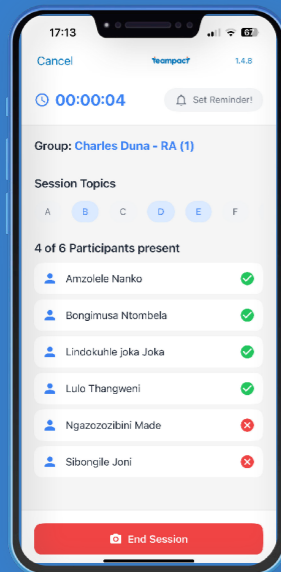 17:13
67
Cancel teampact 1.4.8
00:00:04 Set Reminder!
Group: Charles Duna - RA (1)
Session Topics
A B C D E F
4 of 6 Participants present
Amzolele Nanko
Bongimusa Ntombela
Lindokuhle joka Joka
Lulo Thangweni
Ngazozozibini Made
Sibongile Joni
End Session